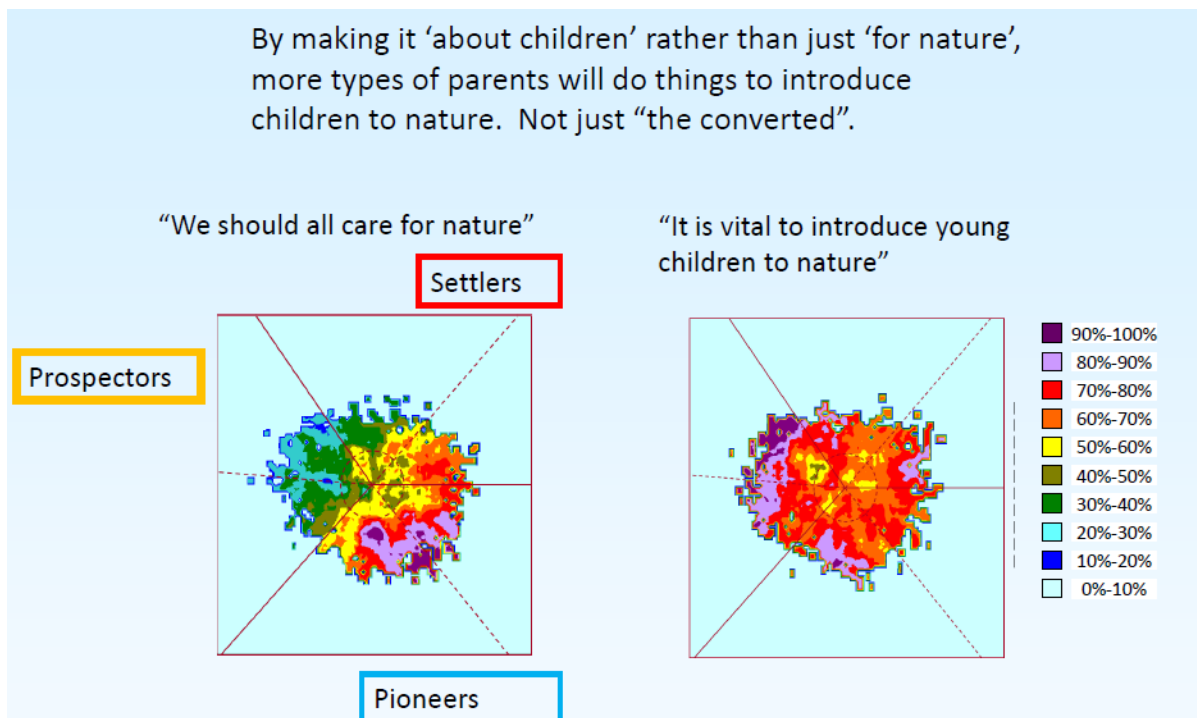 By making it ‘about children’ rather than just ‘for nature’,
more types of parents will do things to introduce
children to nature.  Not just “the converted”.
“We should all care for nature”
“It is vital to introduce young
children to nature”
Settlers
Prospectors
Pioneers
90%-100%
80%-90%
70%-80%
60%-70%
50%-60%
40%-50%
30%-40%
20%-30%
10%-20%
0%-10%